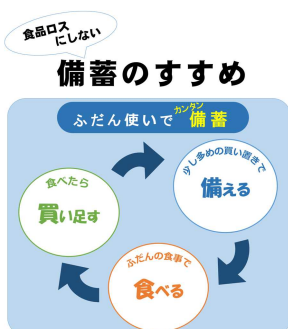 食品ロス
にしない
備蓄のすすめ
ふだん使いで備蓄
カンタン
少し多めの買い置きで
備える
ふだんの食事で
食べる
食べたら
買い足す